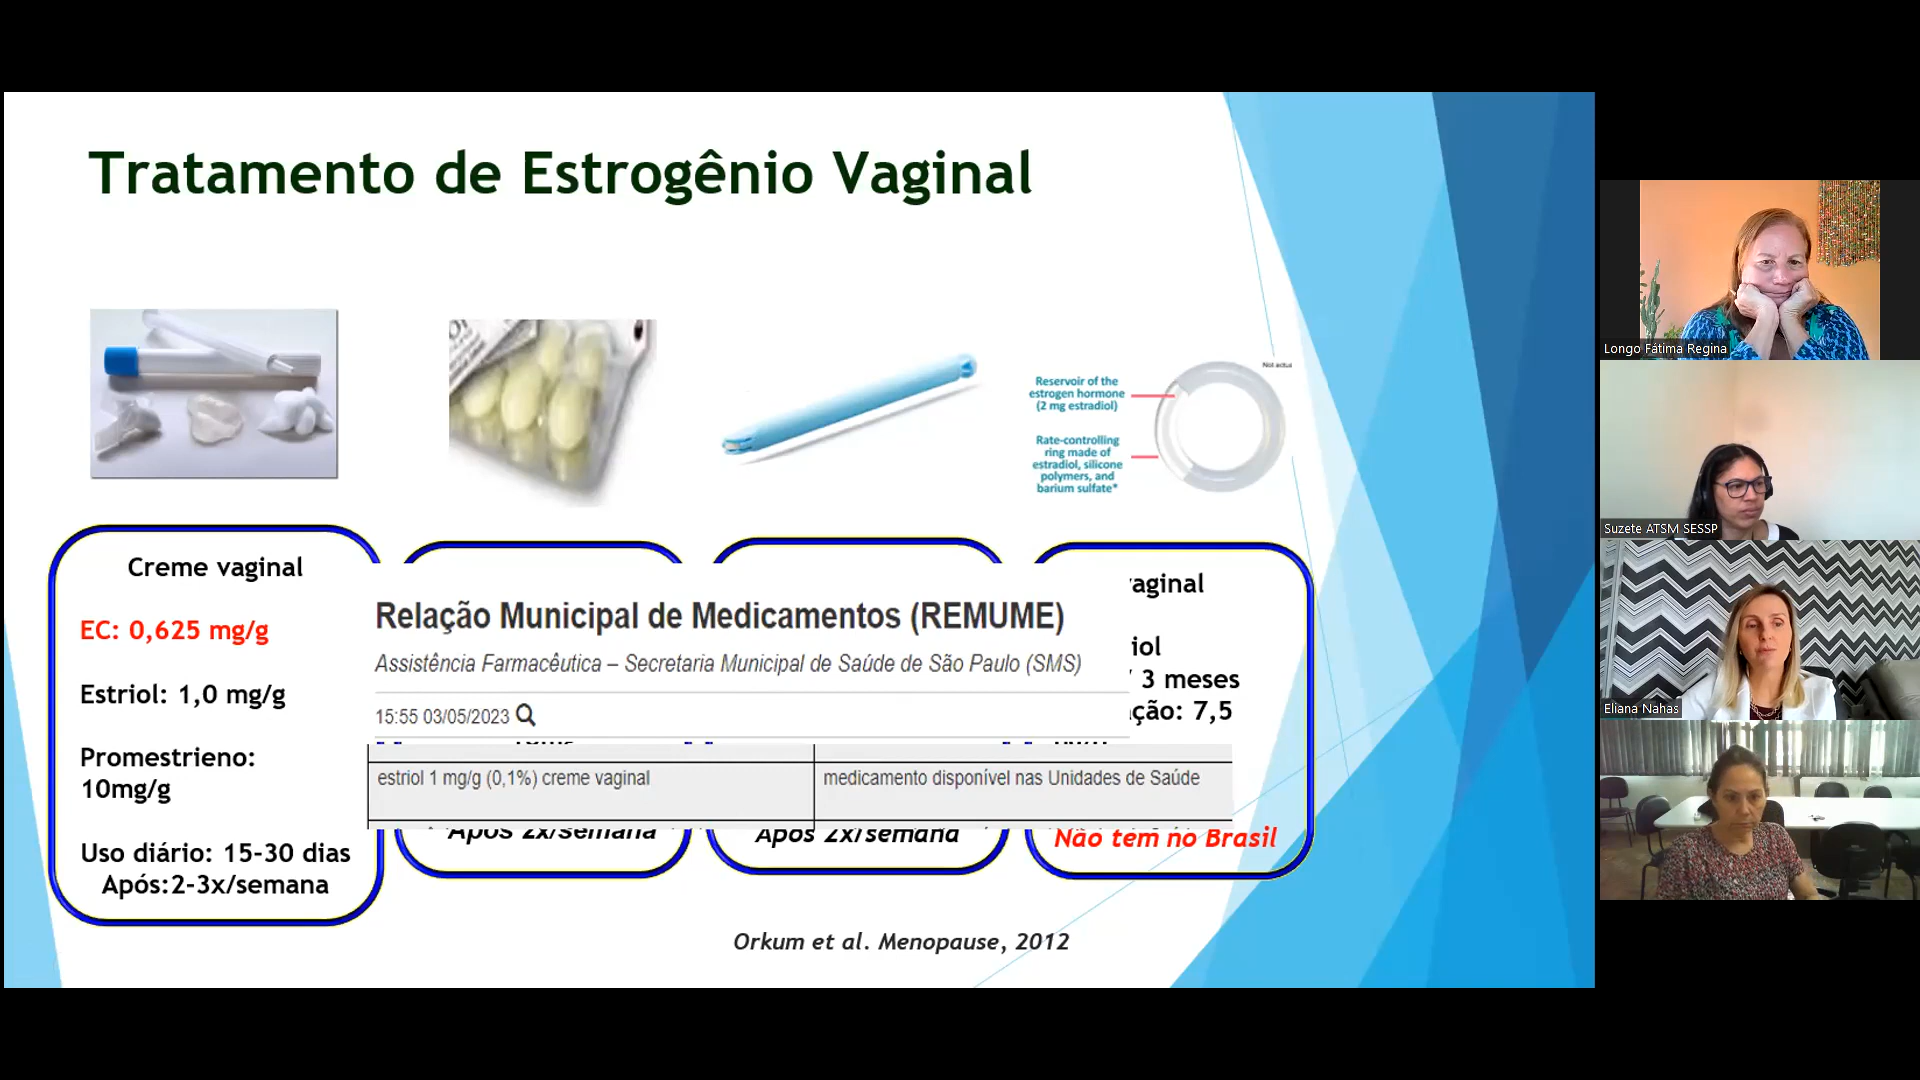 Tratamento de Estrogênio Vaginal
Not actua
Reservoir of the
estrogen hormone
(2 mg estradiol)
Rate-controlling
ring made of
estradiol, silicone
polymers, and
barium sulfate*
Creme vaginal
EC: 0,625 mg/g
Estriol: 1,0 mg/g
Promestrieno:
10mg/g
Uso diário: 15-30 dias
Após:2-3x/semana
Relação Municipal de Medicamentos (REMUME)
Assistência Farmacêutica – Secretaria Municipal de Saúde de São Paulo (SMS)
15:55 03/05/2023
estriol 1 mg/g (0,1%) creme vaginal
medicamento disponível nas Unidades de Saúde
Após 2x/semana
Após 2x/semana
aginal
iol
3 meses
ção: 7,5
Não tem no Brasil
Orkum et al. Menopause, 2012
Longo Fátima Regina
Suzete ATSM SESSP
Eliana Nahas